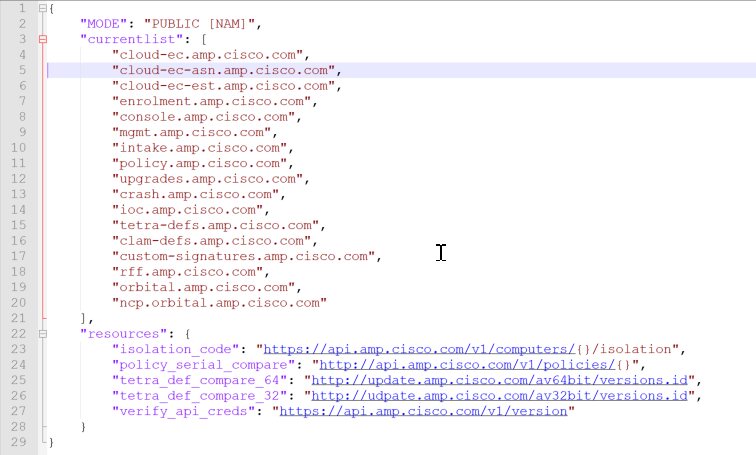 1 {
2 "MODE": "PUBLIC [NAM]",
3 "currentlist": [
4 "cloud-ec.amp.cisco.com",
5 "cloud-ec-asn.amp.cisco.com",
6 "cloud-ec-est.amp.cisco.com",
7 "enrolment.amp.cisco.com",
8 "console.amp.cisco.com",
9 "mgmt.amp.cisco.com",
10 "intake.amp.cisco.com",
11 "policy.amp.cisco.com",
12 "upgrades.amp.cisco.com",
13 "crash.amp.cisco.com",
14 "ioc.amp.cisco.com",
15 "tetra-defs.amp.cisco.com",
16 "clam-defs.amp.cisco.com",
17 "custom-signatures.amp.cisco.com",
18 "rff.amp.cisco.com",
19 "orbital.amp.cisco.com",
20 "ncp.orbital.amp.cisco.com"
21 ],
22 "resources": {
23 "isolation_code": "https://api.amp.cisco.com/v1/computers/{}/isolation",
24 "policy_serial_compare": "http://api.amp.cisco.com/v1/policies/{}",
25 "tetra_def_compare_64": "http://update.amp.cisco.com/av64bit/versions.id",
26 "tetra_def_compare_32": "http://udpate.amp.cisco.com/av32bit/versions.id",
27 "verify_api_creds": "https://api.amp.cisco.com/v1/version"
28 }
29 }